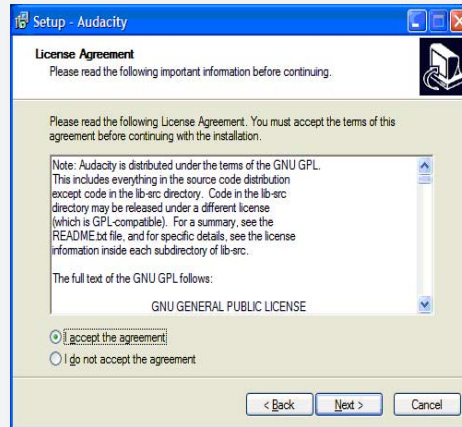 Setup - Audacity
License Agreement
Please read the following important information before continuing.
Please read the following License Agreement. You must accept the terms of this
agreement before continuing with the installation.
Note: Audacity is distributed under the terms of the GNU GPL.
This includes everything in the source code distribution
except code in the lib-src directory. Code in the lib-src
directory may be released under a different license
(which is GPL-compatible). For a summary, see the
README.txt file, and for specific details, see the license
information inside each subdirectory of lib-src.
The full text of the GNU GPL follows:
GNU GENERAL PUBLIC LICENSE
I accept the agreement
I do not accept the agreement
< Back Next > Cancel